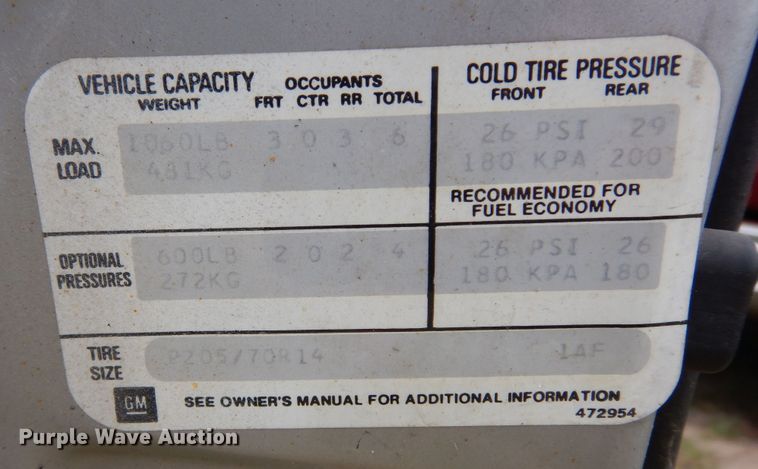 VEHICLE CAPACITY OCCUPANTS COLD TIRE PRESSURE
WEIGHT FRT CTR RR TOTAL FRONT REAR
MAX. LOAD
1060LB 3 0 3 6 26 PSI 29
481KG 180 KPA 200
RECOMMENDED FOR
FUEL ECONOMY
OPTIONAL PRESSURES
600LB 2 0 2 4 26 PSI 26
272KG 180 KPA 180
TIRE SIZE
P205/70R14 1AF
GM SEE OWNER'S MANUAL FOR ADDITIONAL INFORMATION
472954
Purple Wave Auction